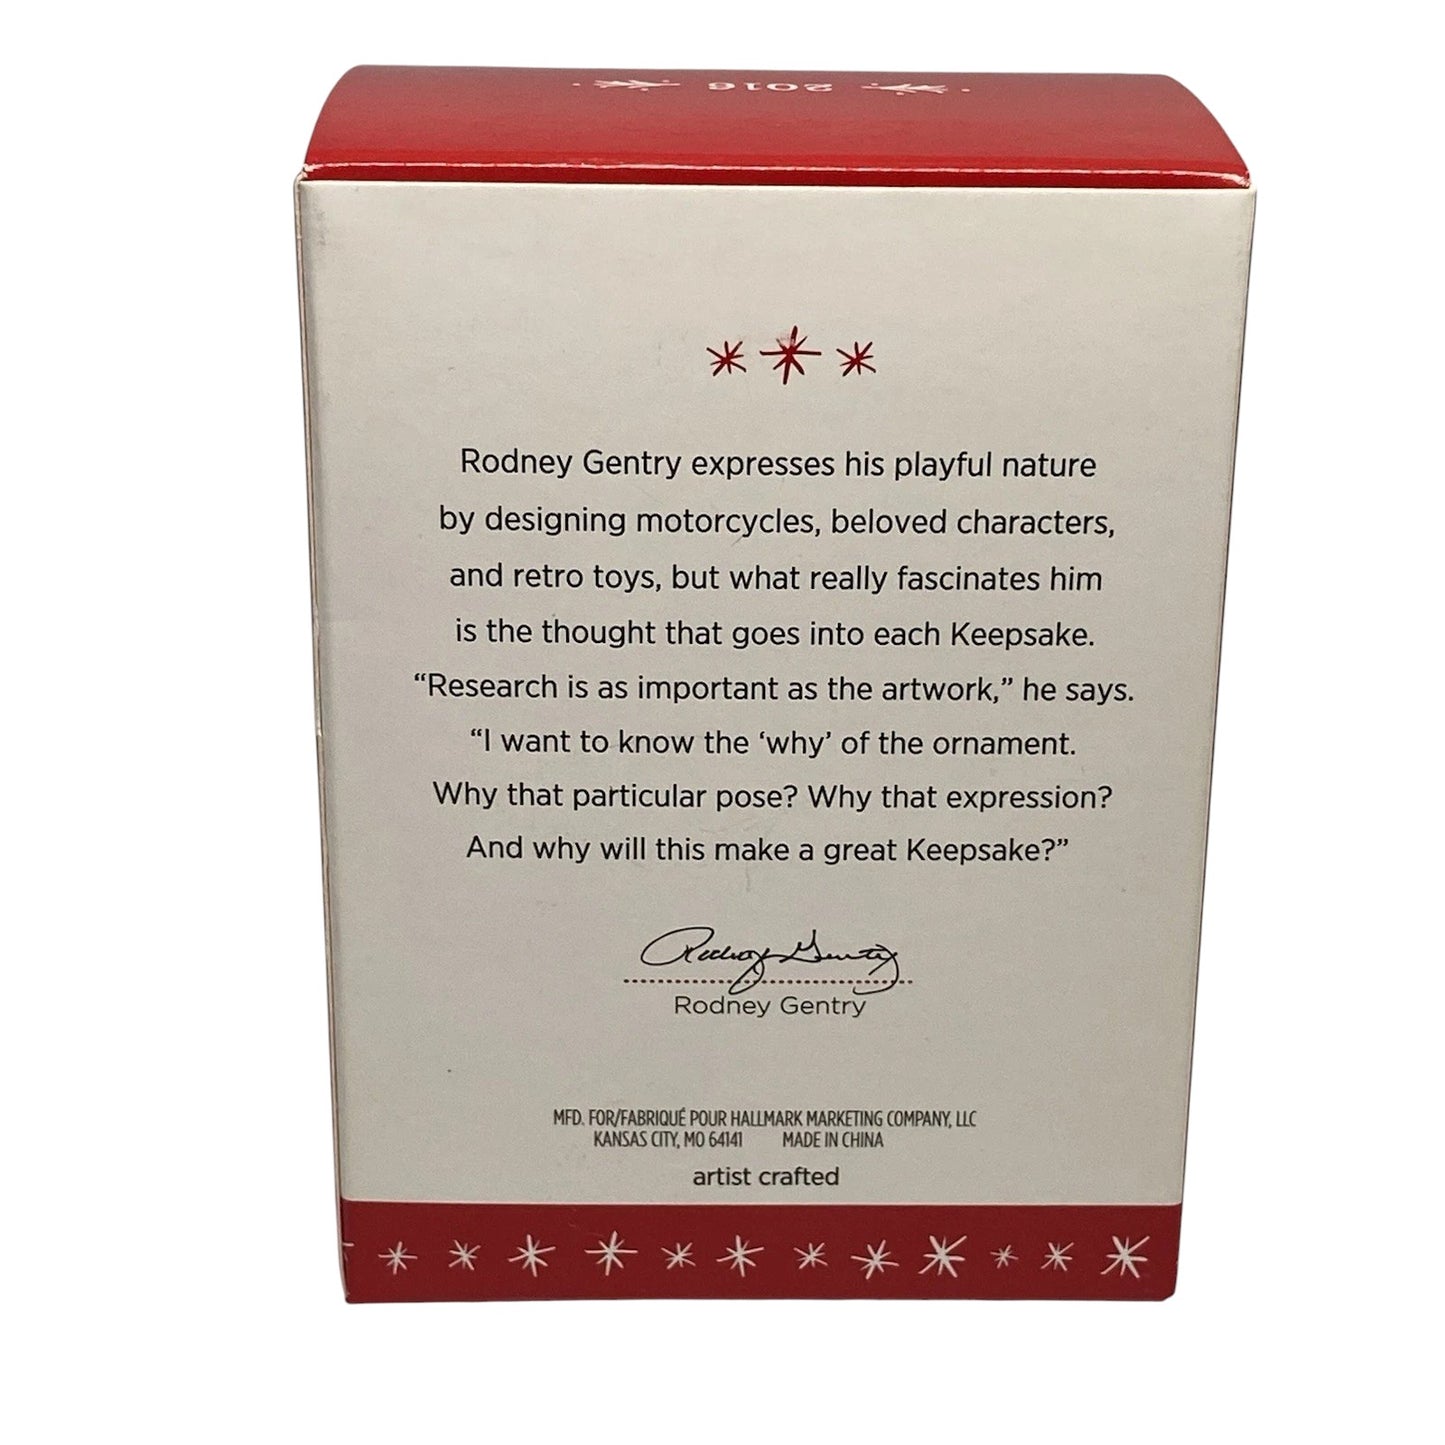 2016
Rodney Gentry expresses his playful nature
by designing motorcycles, beloved characters,
and retro toys, but what really fascinates him
is the thought that goes into each Keepsake.
“Research is as important as the artwork,” he says.
“I want to know the ‘why’ of the ornament.
Why that particular pose? Why that expression?
And why will this make a great Keepsake?”
Rodney Gentry
Rodney Gentry
MFD. FOR/FABRIQUÉ POUR HALLMARK MARKETING COMPANY, LLC
KANSAS CITY, MO 64141 MADE IN CHINA
artist crafted